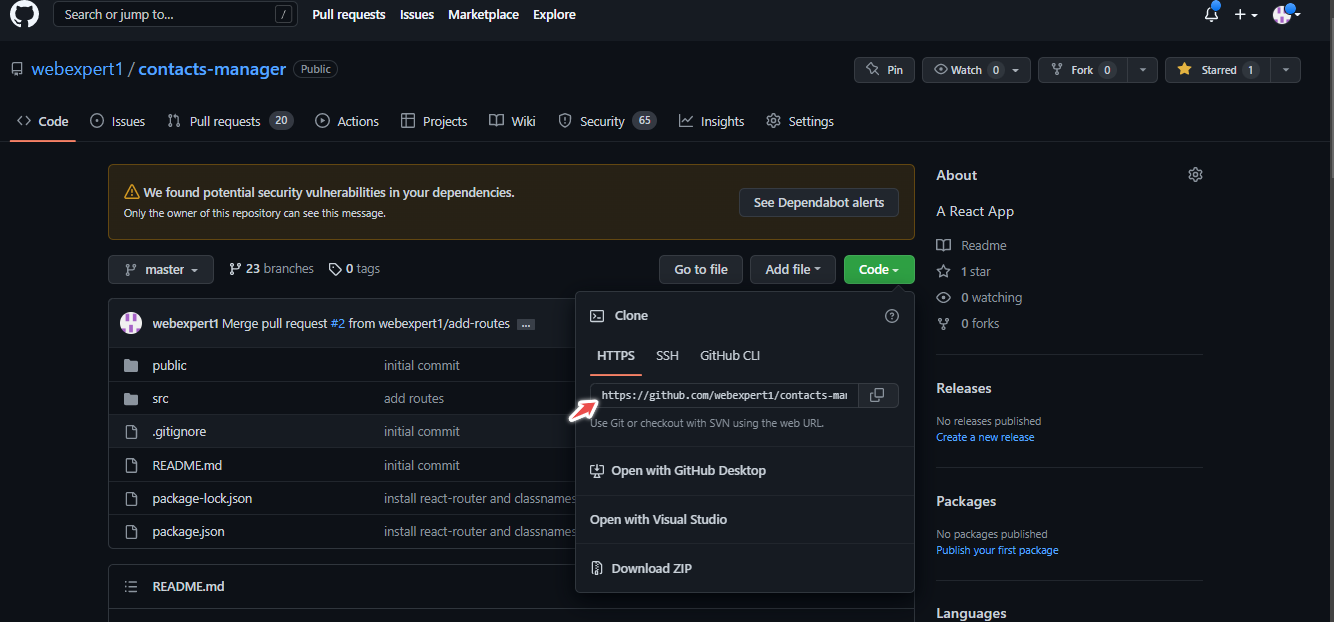 Search or jump to... /
Pull requests Issues Marketplace Explore
webexpert1 / contacts-manager Public
Pin Watch 0 Fork 0 Starred 1
Code Issues Pull requests 20 Actions Projects Wiki Security 65 Insights Settings
We found potential security vulnerabilities in your dependencies.
Only the owner of this repository can see this message.
See Dependabot alerts
master 23 branches 0 tags
Go to file Add file Code
webexpert1 Merge pull request #2 from webexpert1/add-routes ...
public initial commit
src add routes
.gitignore initial commit
README.md initial commit
package-lock.json install react-router and classnames
package.json install react-router and classnames
README.md
Clone
HTTPS SSH GitHub CLI
https://github.com/webexpert1/contacts-ma
Use Git or checkout with SVN using the web URL.
Open with GitHub Desktop
Open with Visual Studio
Download ZIP
About
A React App
Readme
1 star
0 watching
0 forks
Releases
No releases published
Create a new release
Packages
No packages published
Publish your first package
Languages